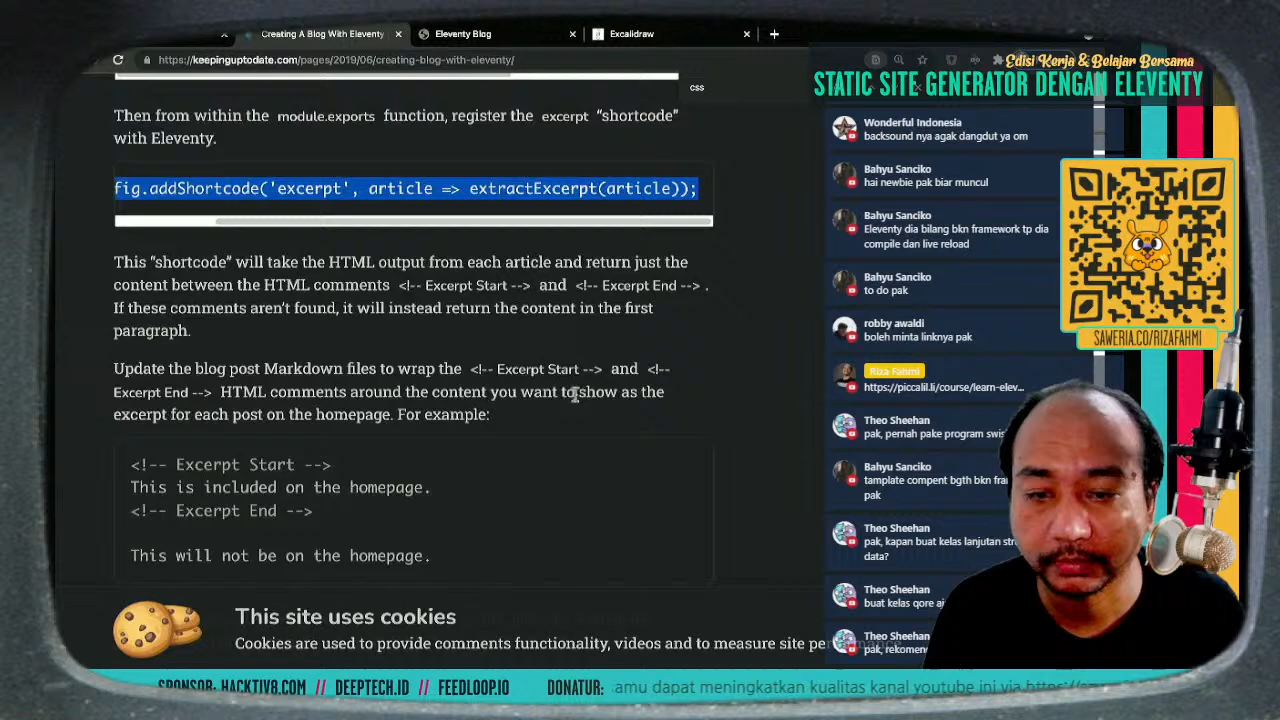 Creating A Blog With Eleventy
Eleventy Blog
Excalidraw
https://keepinguptodate.com/pages/2019/06/creating-blog-with-eleventy/
Edisi Kerja & Belajar Bersama
STATIC SITE GENERATOR DENGAN ELEVENTY
css
Then from within the module.exports function, register the excerpt “shortcode”
with Eleventy.
fig.addShortcode('excerpt', article => extractExcerpt(article));
This “shortcode” will take the HTML output from each article and return just the
content between the HTML comments <!-- Excerpt Start --> and <!-- Excerpt End --> .
If these comments aren’t found, it will instead return the content in the first
paragraph.
Update the blog post Markdown files to wrap the <!-- Excerpt Start --> and <!--
Excerpt End --> HTML comments around the content you want to show as the
excerpt for each post on the homepage. For example:
<!-- Excerpt Start -->
This is included on the homepage.
<!-- Excerpt End -->
This will not be on the homepage.
This site uses cookies
Cookies are used to provide comments functionality, videos and to measure site
Wonderful Indonesia
backsound nya agak dangdut ya om
Bahyu Sanciko
hai newbie pak biar muncul
Bahyu Sanciko
Eleventy dia bilang bkn framework tp dia
compile dan live reload
Bahyu Sanciko
to do pak
robby awaldi
boleh minta linknya pak
Riza Fahmi
https://piccalil.li/course/learn-elev...
Theo Sheehan
pak, pernah pake program swis
Bahyu Sanciko
tamplate compent bgth bkn fra
pak
Theo Sheehan
pak, kapan buat kelas lanjutan str
data?
Theo Sheehan
buat kelas qore aj
Theo Sheehan
pak, rekomen
SAWERIA.CO/RIZAFAHMI
SPONSOR: HACKTIV8.COM // DEEPTECH.ID // FEEDLOOP.IO
DONATUR: amu dapat meningkatkan kualitas kanal youtube ini via